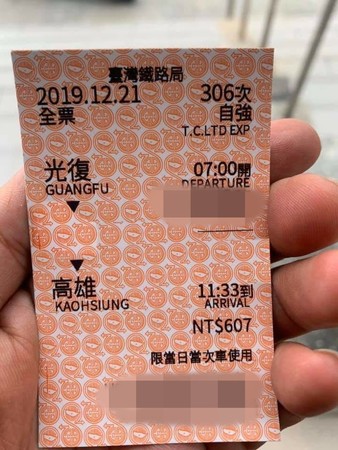 臺灣鐵路局
2019.12.21 306次
全票 自強
T.C.LTD EXP
光復 07:00開
GUANGFU DEPARTURE
高雄 11:33到
KAOHSIUNG ARRIVAL
NT$607
限當日當次車使用